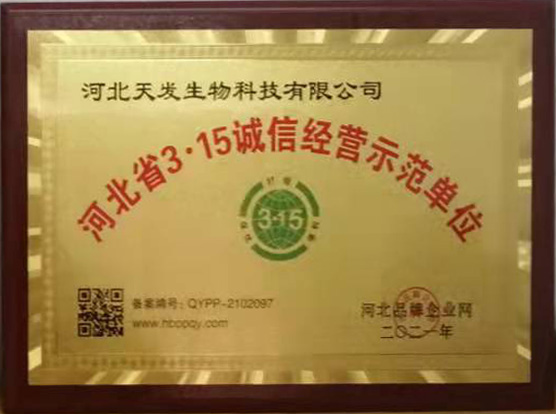 河北天发生物科技有限公司
河北省3·15诚信经营示范单位
3·15
备案编号：QYPP-2102097
www.hbppqy.com
河北品牌企业网
二〇二一年